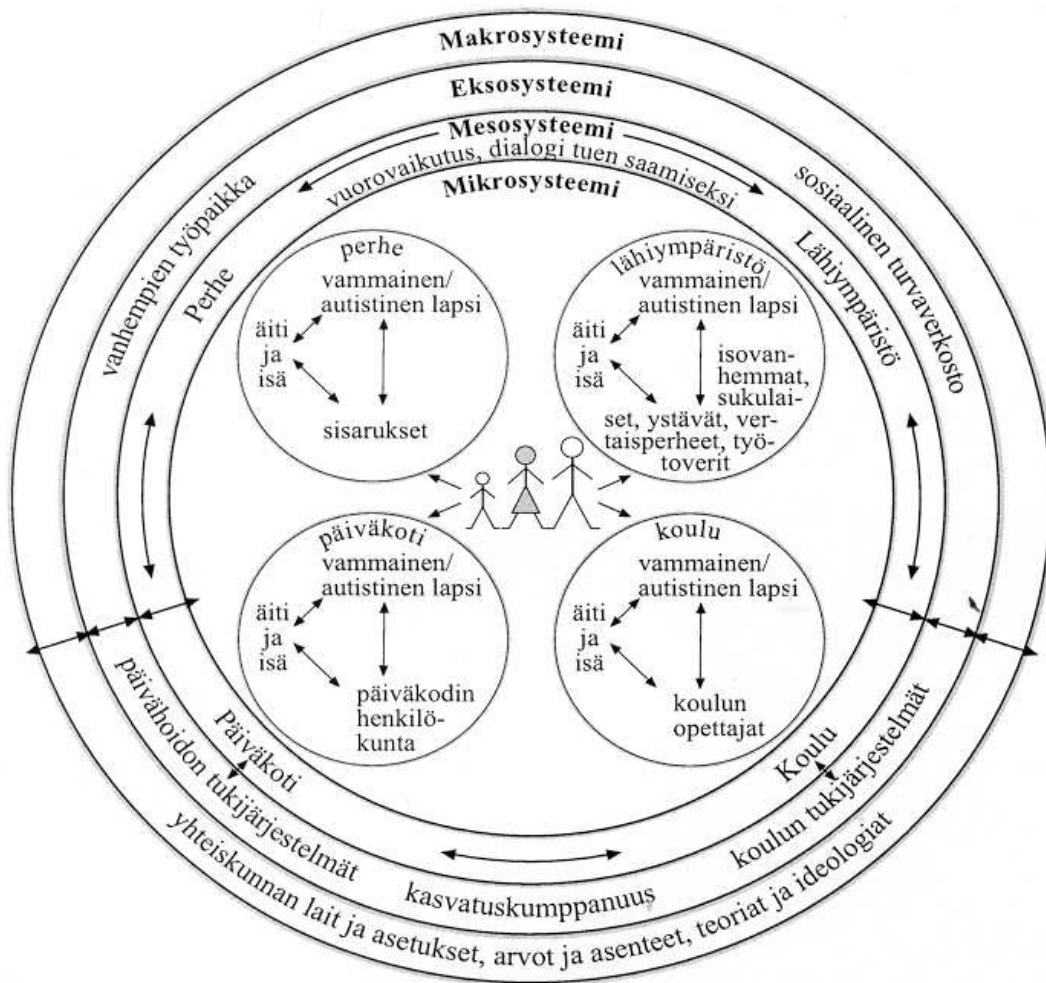 Makrosysteemi
Eksosysteemi
Mesosysteemi
vuorovaikutus, dialogi tuen saamiseksi
Mikrosysteemi
vanhempien työpaikka
sosiaalinen turvaverkosto
Perhe
Lähiympäristö
perhe
vammainen/
autistinen lapsi
äiti
ja
isä
sisarukset
lähiympäristö
vammainen/
autistinen lapsi
äiti
ja
isä
isovan-
hemmat,
sukulai-
set, ystävät, ver-
taisperheet, työ-
toverit
päiväkoti
vammainen/
autistinen lapsi
äiti
ja
isä
päiväkodin
henkilö-
kunta
koulu
vammainen/
autistinen lapsi
äiti
ja
isä
koulun
opettajat
Päiväkoti
Koulu
päivähoidon tukijärjestelmät
kasvatuskumppanuus
koulun tukijärjestelmät
yhteiskunnan lait ja asetukset, arvot ja asenteet, teoriat ja ideologiat